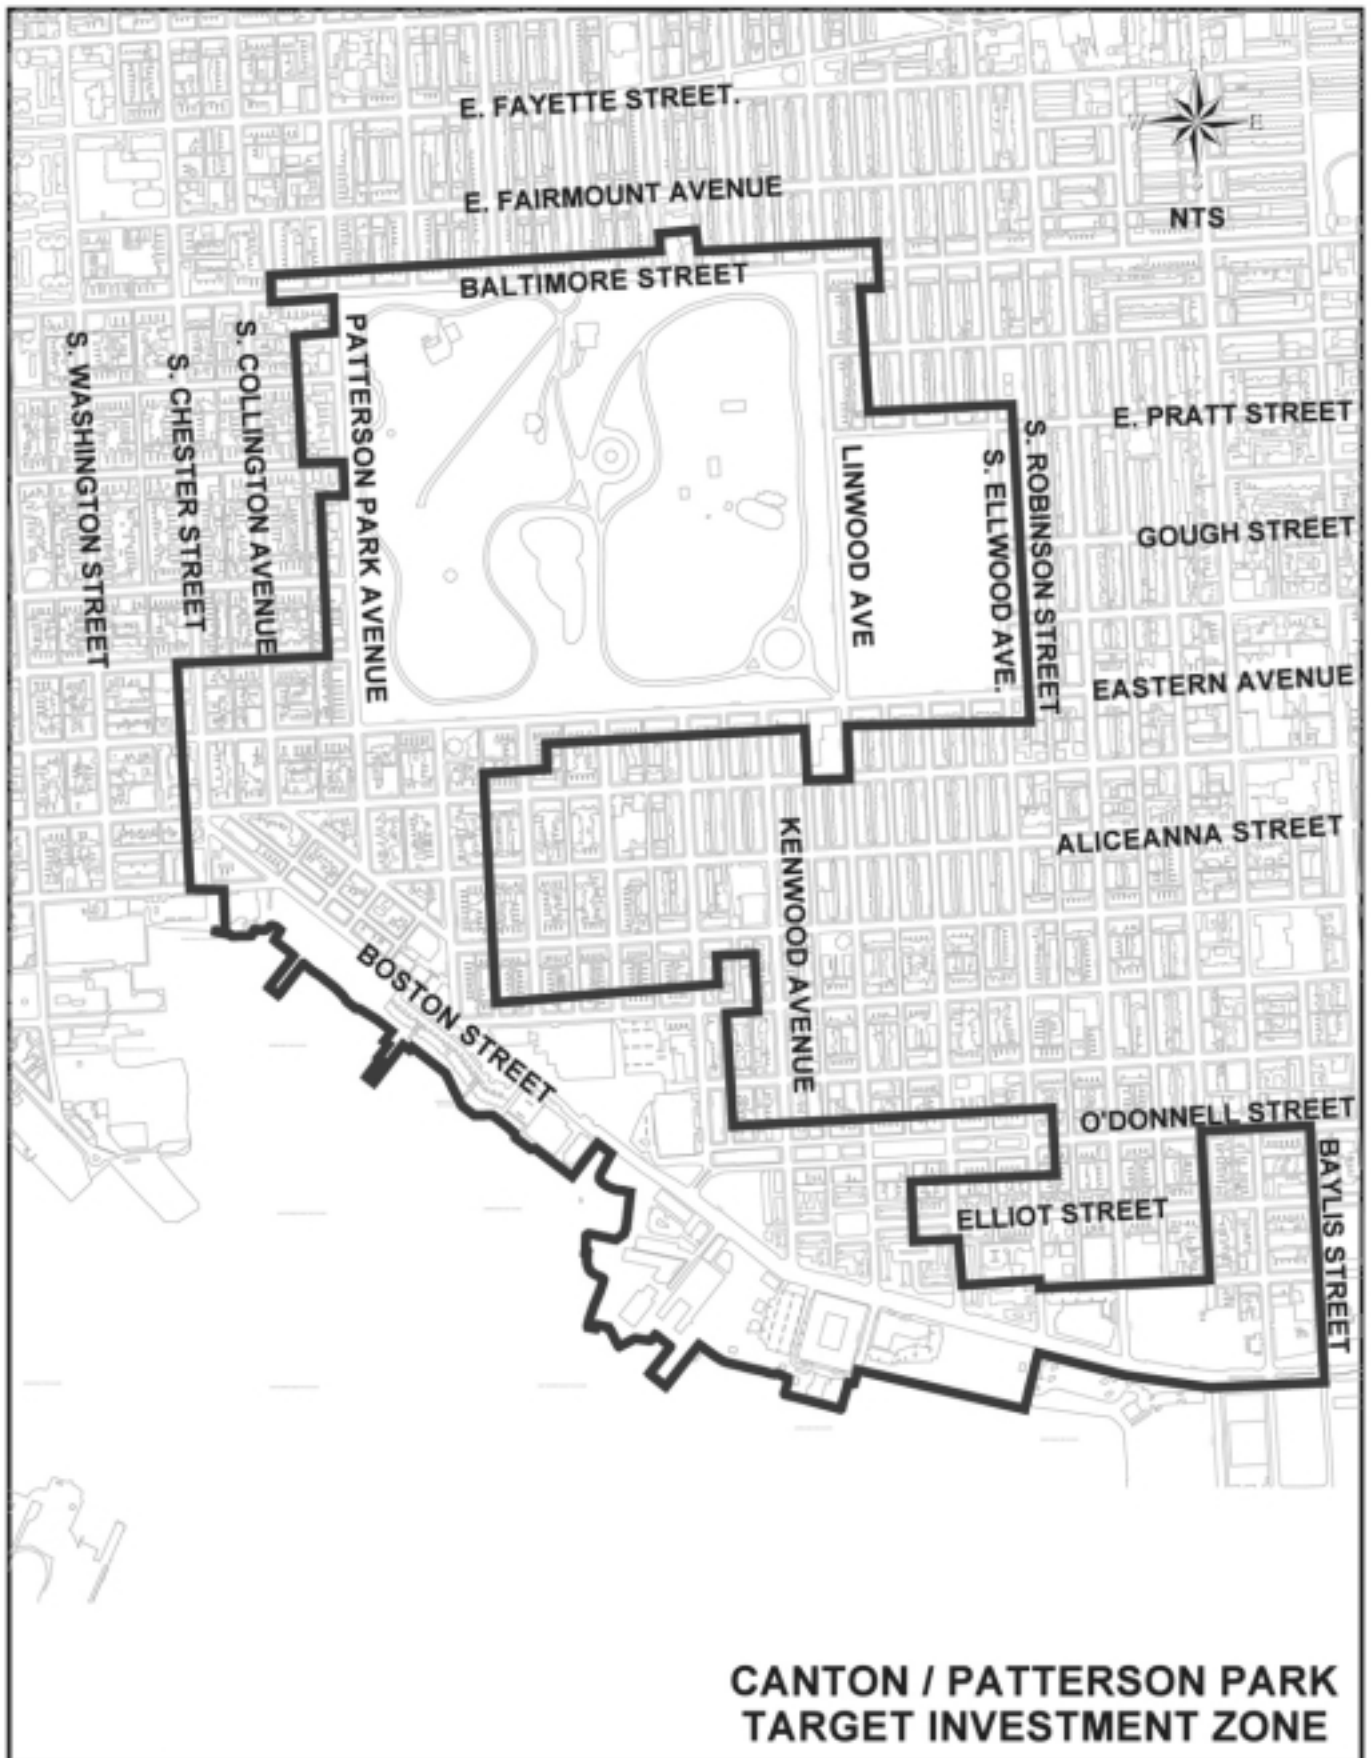 E. FAYETTE STREET.
W
E
E. FAIRMOUNT AVENUE
NTS
BALTIMORE STREET
S. WASHINGTON STREET
S. CHESTER STREET
S. COLLINGTON AVENUE
PATTERSON PARK AVENUE
LINWOOD AVE
S. ELLWOOD AVE.
S. ROBINSON STREET
E. PRATT STREET
GOUGH STREET
EASTERN AVENUE
ALICEANNA STREET
KENWOOD AVENUE
BOSTON STREET
O'DONNELL STREET
ELLIOT STREET
BAYLIS STREET
CANTON / PATTERSON PARK
TARGET INVESTMENT ZONE